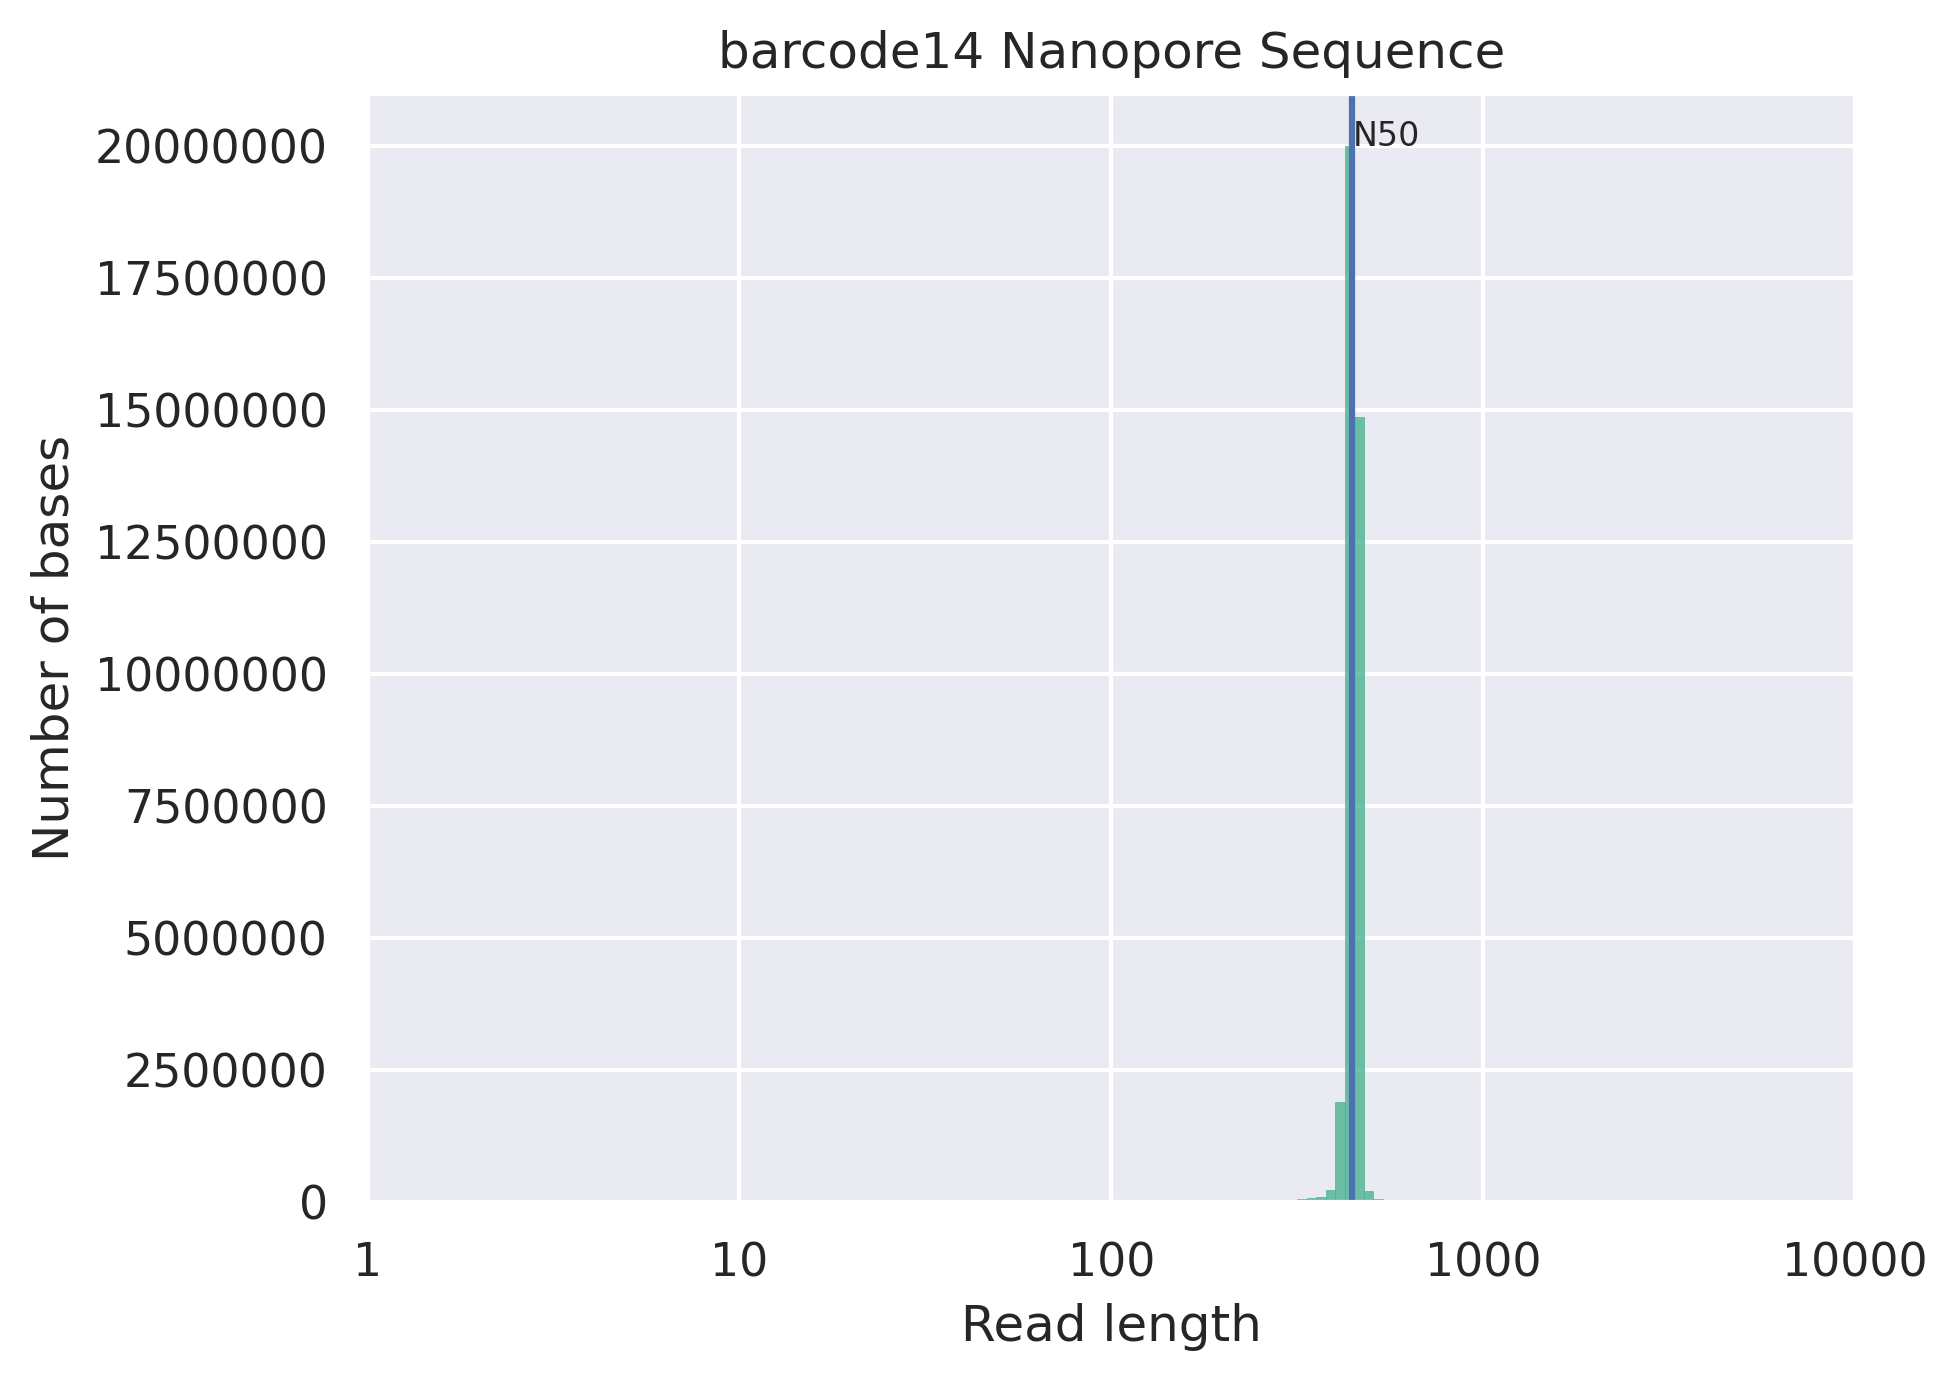 barcode14 Nanopore Sequence
N50
20000000
17500000
15000000
12500000
10000000
7500000
5000000
2500000
0
Number of bases
1 10 100 1000 10000
Read length